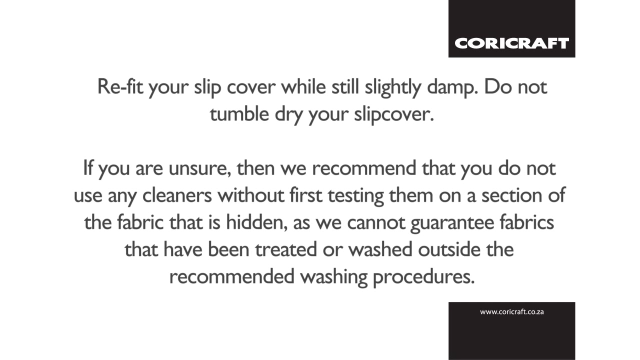 CORICRAFT
Re-fit your slip cover while still slightly damp. Do not
tumble dry your slipcover.
If you are unsure, then we recommend that you do not
use any cleaners without first testing them on a section of
the fabric that is hidden, as we cannot guarantee fabrics
that have been treated or washed outside the
recommended washing procedures.
www.coricraft.co.za